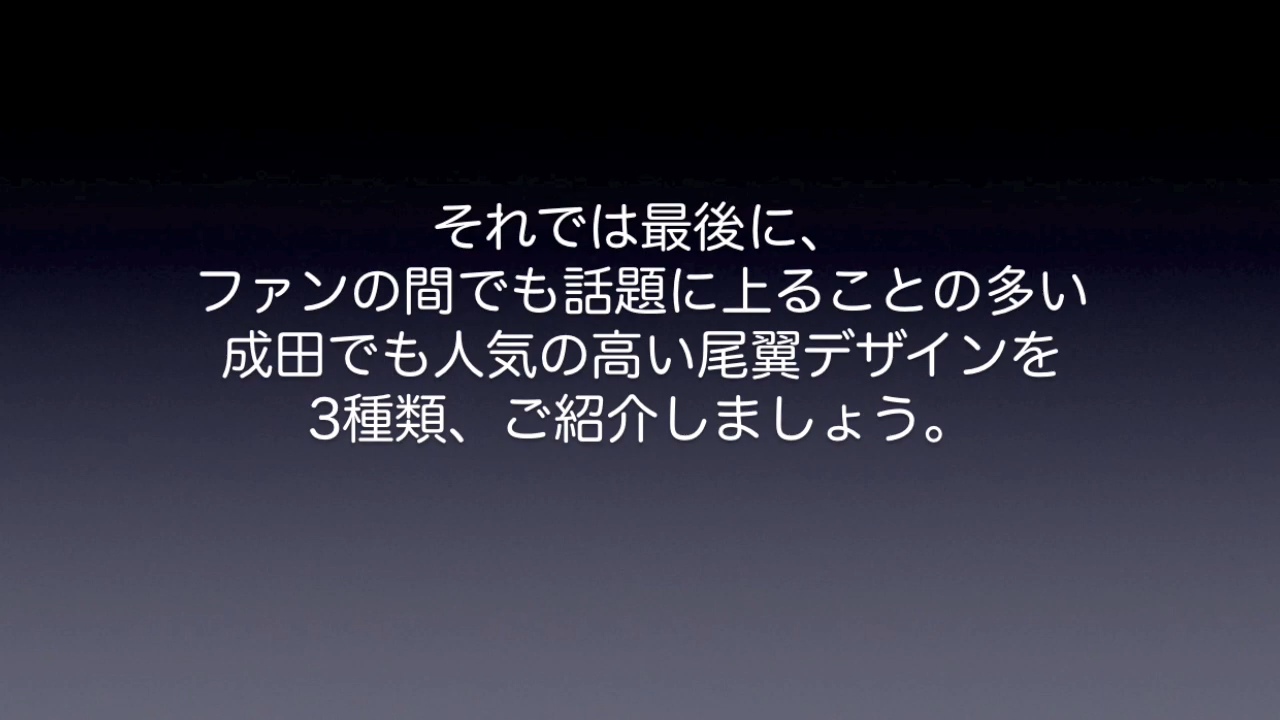 それでは最後に、
ファンの間でも話題に上ることの多い
成田でも人気の高い尾翼デザインを
3種類、ご紹介しましょう。